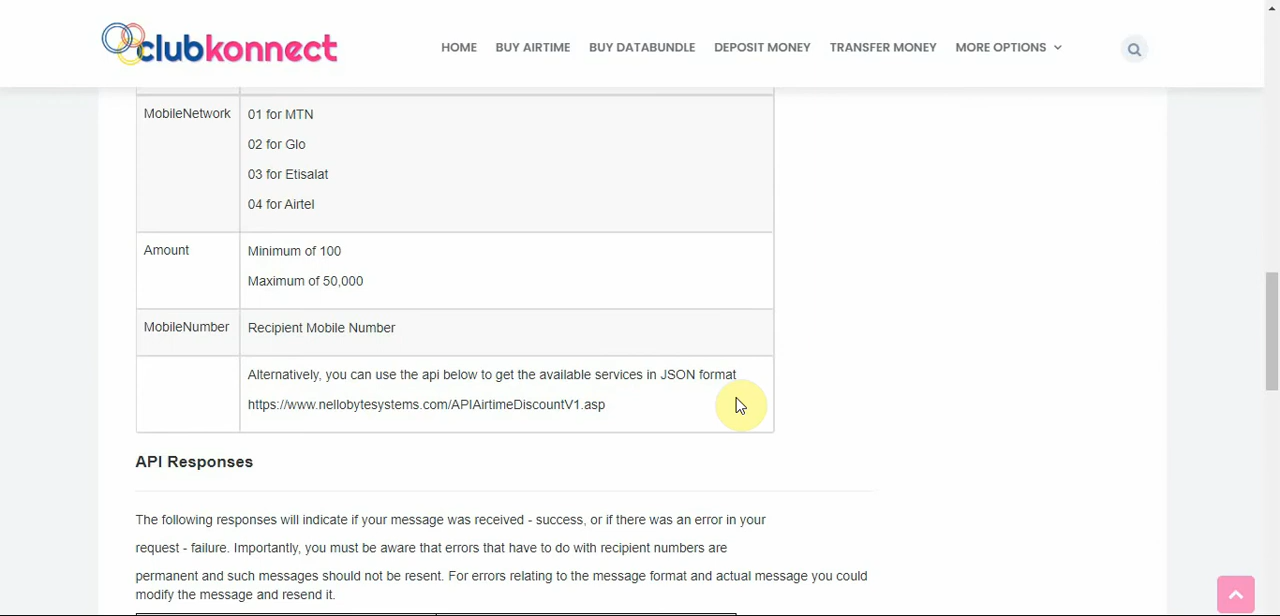 clubkonnect
HOME BUY AIRTIME BUY DATABUNDLE DEPOSIT MONEY TRANSFER MONEY MORE OPTIONS
MobileNetwork 01 for MTN
02 for Glo
03 for Etisalat
04 for Airtel
Amount Minimum of 100
Maximum of 50,000
MobileNumber Recipient Mobile Number
Alternatively, you can use the api below to get the available services in JSON format
https://www.nellobytesystems.com/APIAirtimeDiscountV1.asp
API Responses
The following responses will indicate if your message was received - success, or if there was an error in your
request - failure. Importantly, you must be aware that errors that have to do with recipient numbers are
permanent and such messages should not be resent. For errors relating to the message format and actual message you could
modify the message and resend it.